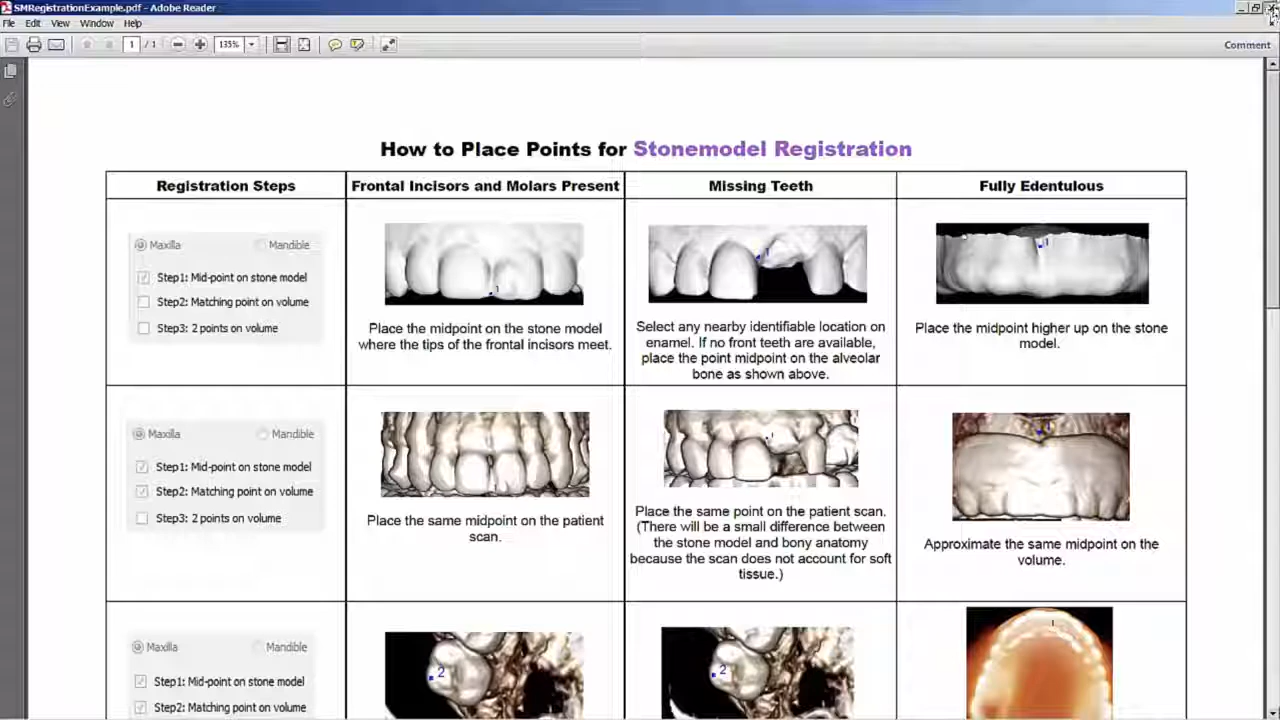 SMRegistrationExample.pdf - Adobe Reader
File Edit View Window Help
1 / 1 135% Comment
How to Place Points for Stonemodel Registration
Registration Steps Frontal Incisors and Molars Present Missing Teeth Fully Edentulous
Maxilla Mandible
Step1: Mid-point on stone model
Step2: Matching point on volume
Step3: 2 points on volume
1
Place the midpoint on the stone model
where the tips of the frontal incisors meet.
1
Select any nearby identifiable location on
enamel. If no front teeth are available,
place the point midpoint on the alveolar
bone as shown above.
1
Place the midpoint higher up on the stone
model.
Maxilla Mandible
Step1: Mid-point on stone model
Step2: Matching point on volume
Step3: 2 points on volume
1
Place the same midpoint on the patient
scan.
1
Place the same point on the patient scan.
(There will be a small difference between
the stone model and bony anatomy
because the scan does not account for soft
tissue.)
1
Approximate the same midpoint on the
volume.
Maxilla Mandible
Step1: Mid-point on stone model
Step2: Matching point on volume
2
2
1